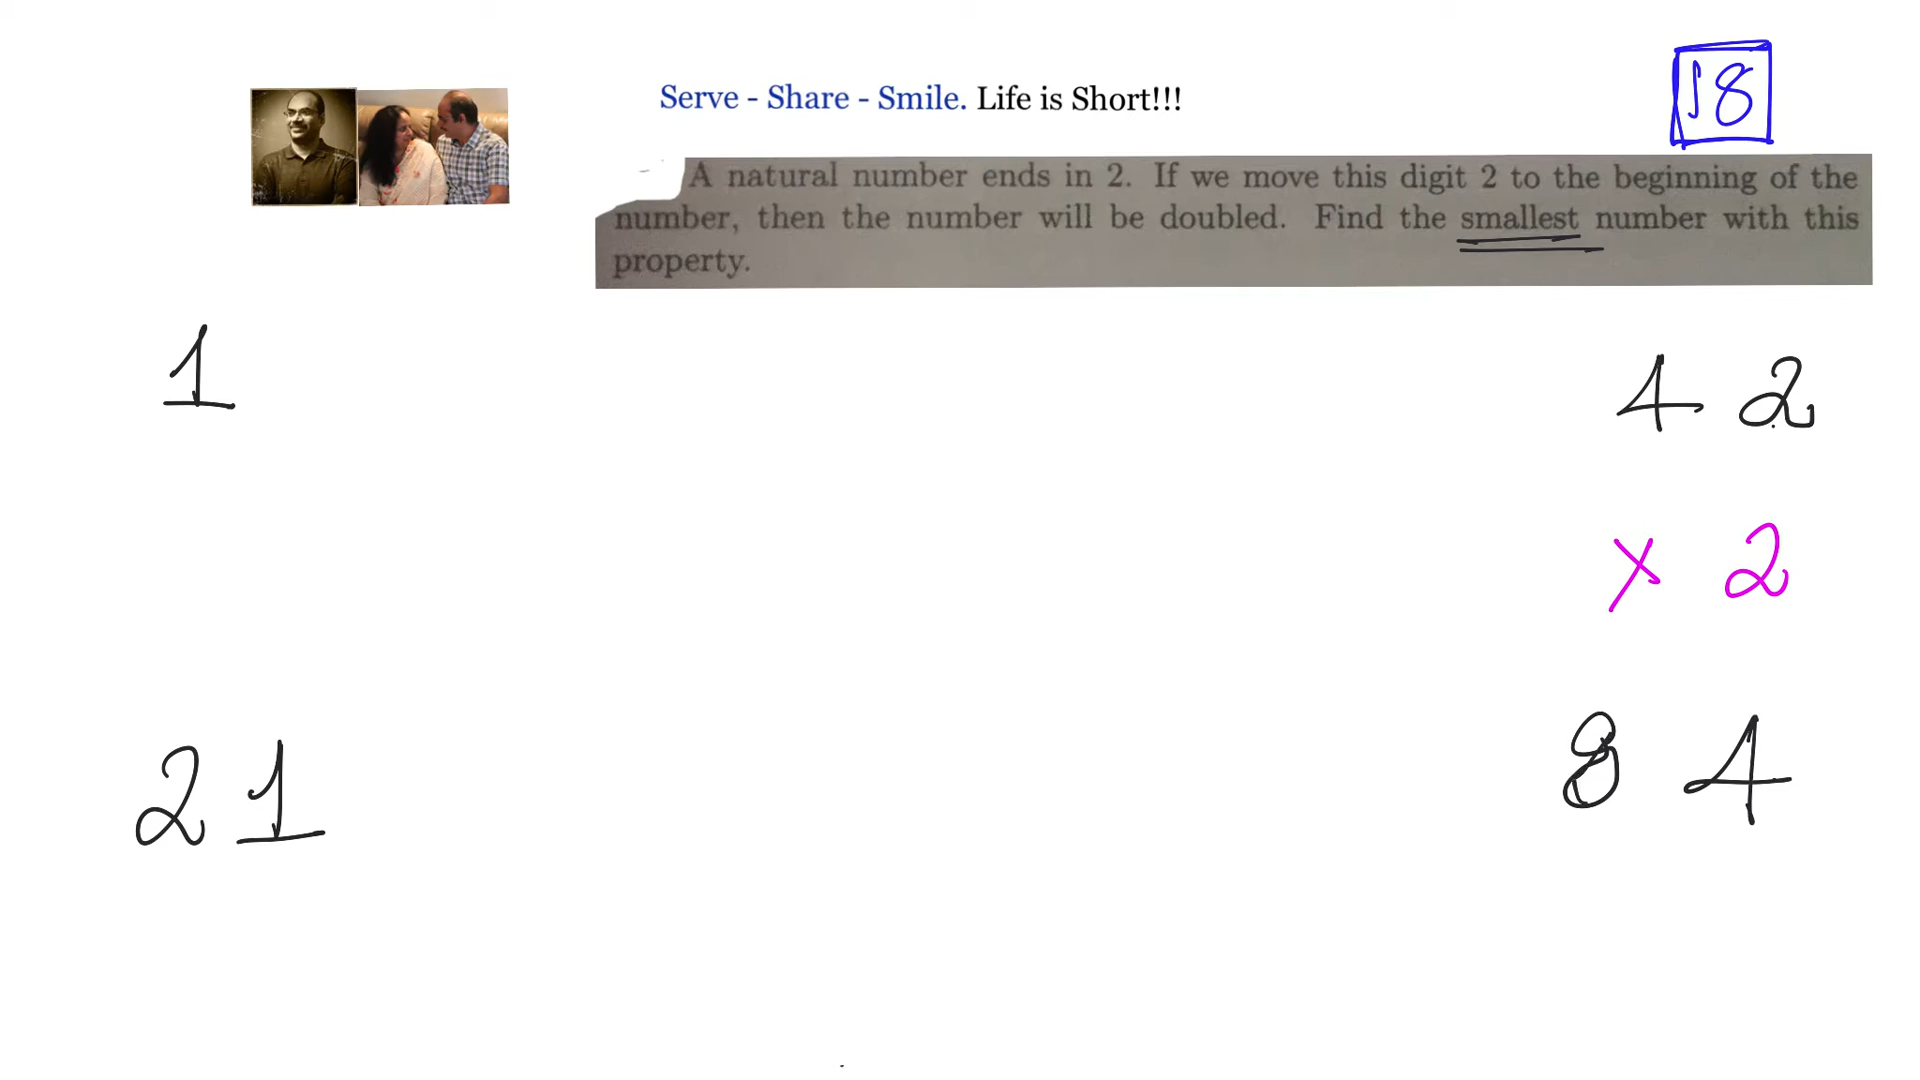 Serve - Share - Smile. Life is Short!!!
18
A natural number ends in 2. If we move this digit 2 to the beginning of the
number, then the number will be doubled. Find the smallest number with this
property.
1 4 2
x 2
2 1 8 4